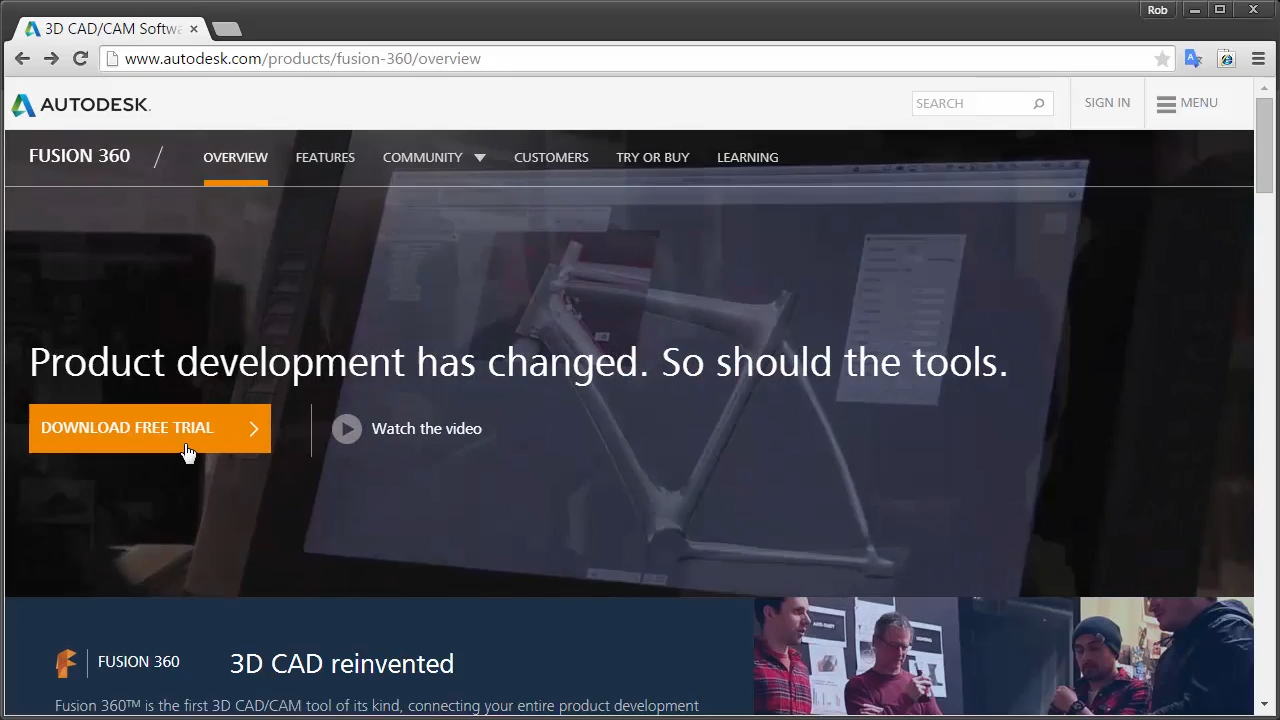 Rob
3D CAD/CAM Softwa
www.autodesk.com/products/fusion-360/overview
AUTODESK.
SEARCH
SIGN IN
MENU
FUSION 360 /
OVERVIEW
FEATURES
COMMUNITY
CUSTOMERS
TRY OR BUY
LEARNING
Product development has changed. So should the tools.
DOWNLOAD FREE TRIAL
Watch the video
FUSION 360
3D CAD reinvented
Fusion 360™ is the first 3D CAD/CAM tool of its kind, connecting your entire product development